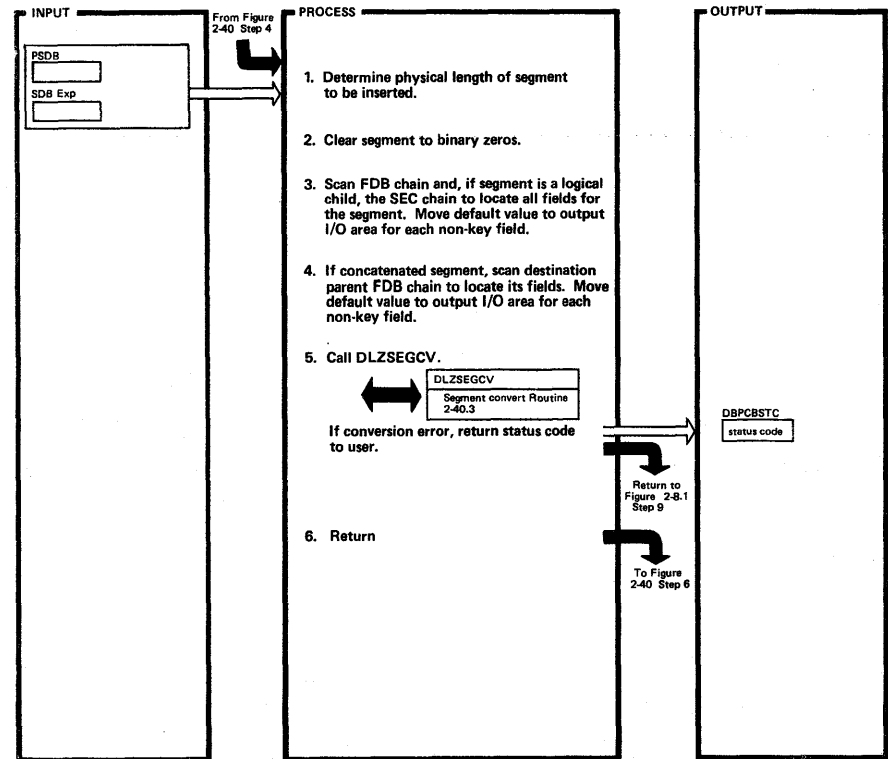 INPUT
From Figure
2-40 Step 4
PROCESS
OUTPUT
PSDB
SDB Exp
1. Determine physical length of segment
to be inserted.
2. Clear segment to binary zeros.
3. Scan FDB chain and, if segment is a logical
child, the SEC chain to locate all fields for
the segment. Move default value to output
I/O area for each non-key field.
4. If concatenated segment, scan destination
parent FDB chain to locate its fields. Move
default value to output I/O area for each
non-key field.
5. Call DLZSEGCV.
DLZSEGCV
Segment convert Routine
2-40.3
If conversion error, return status code
to user.
DBPCBSTC
status code
Return to
Figure 2-8.1
Step 9
6. Return
To Figure
2-40 Step 6